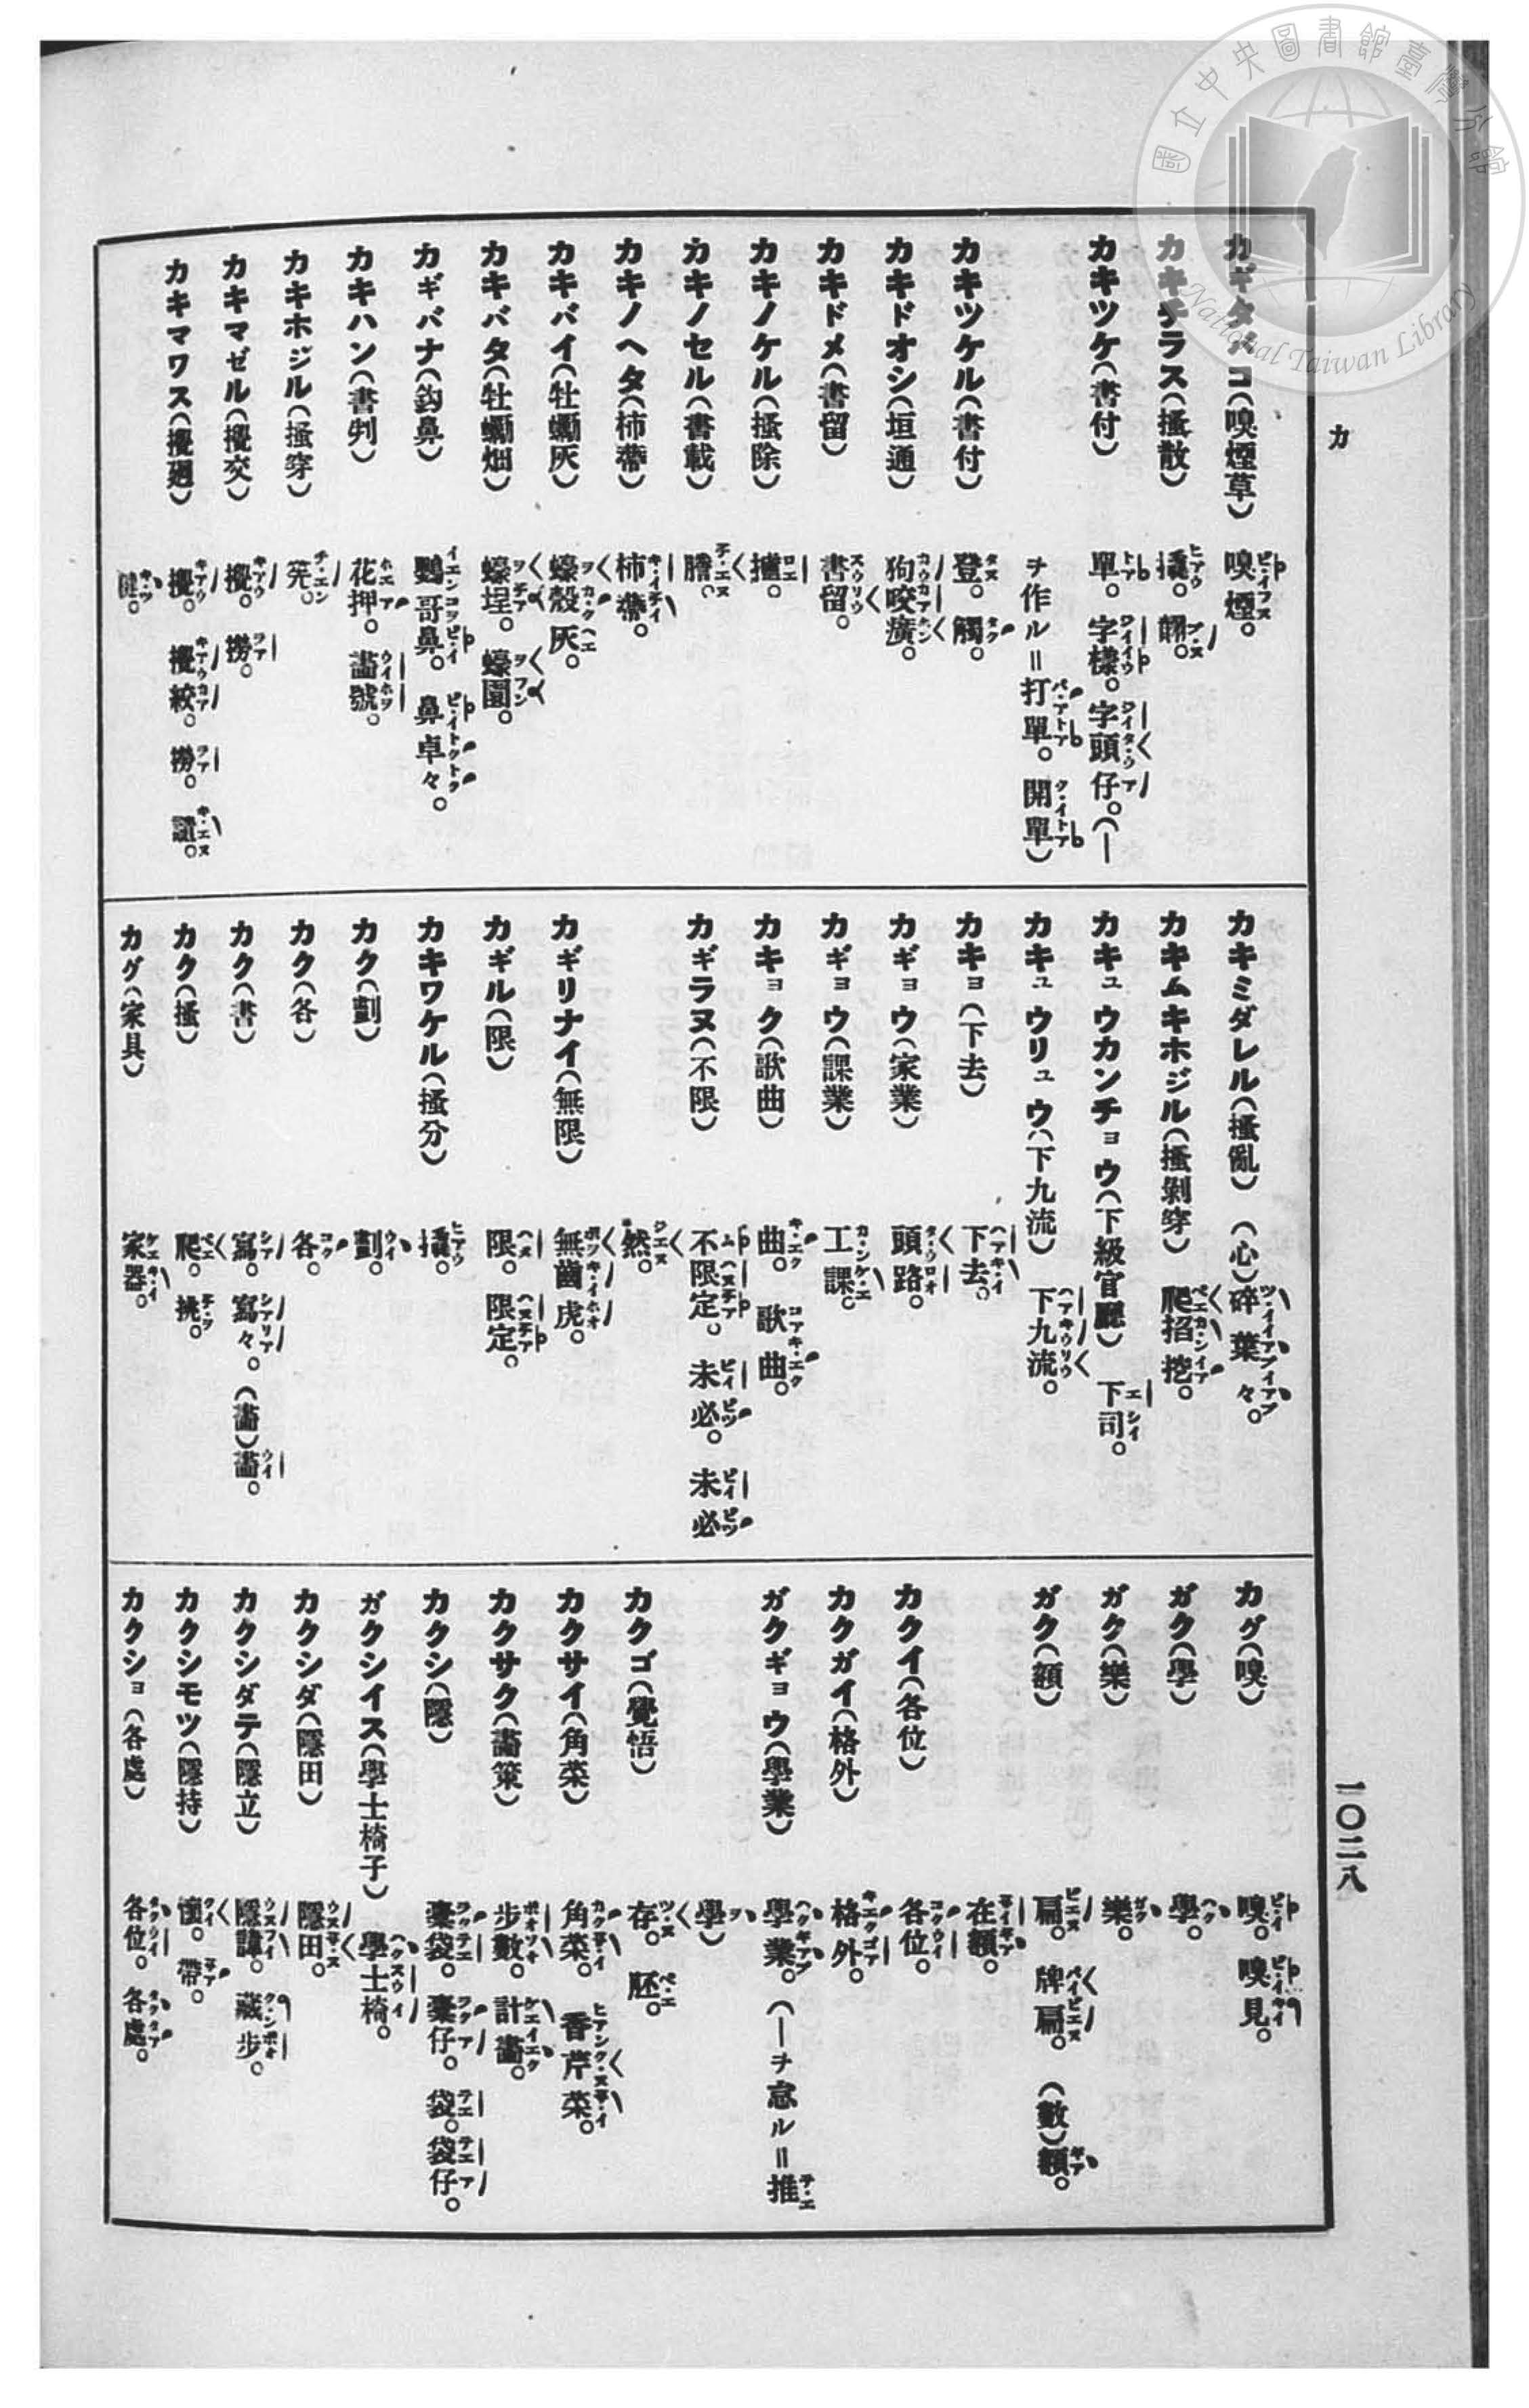 國立中央圖書館臺灣分館
National Taiwan Library
カ
一〇二八
カギタバコ(嗅煙草) 嗅煙。
カキチラス(搔散) 撬。
カキツケ(書付) 單。字樣。字頭仔。(—
ヲ作ル=打單。開單)
カキツケル(書付) 登。觸。
カキドオシ(垣通) 狗咬癀。
カキドメ(書留) 書留。
カキノケル(搔除) 攎。
カキノセル(書載) 謄。
カキノヘタ(柿蔕) 柿蔕。
カキバイ(牡蠣灰) 蠔殼灰。
カキバタ(牡蠣畑) 蠔埕。蠔園。
カギバナ(鈎鼻) 鸚哥鼻。鼻卓々。
カキハン(書判) 花押。畵號。
カキホジル(搔穿) 筅。
カキマゼル(攪交) 攪。撈。
カキマワス(攪廻) 攪。攪絞。撈。
カキミダレル(搔亂) (心)碎葉々。
カキムキホジル(搔剝穿) 爬招挖。
カキュウカンチョウ(下級官廳) 下司。
カキュウリュウ(下九流) 下九流。
カキョ(下去) 下去。
カギョウ(家業) 頭路。
カギョウ(課業) 工課。
カキョク(歌曲) 曲。歌曲。
カギラヌ(不限) 不限定。未必。未必
然。
カギリナイ(無限) 無齒虎。
カギル(限) 限。限定。
カキワケル(搔分) 撬。
カク(劃) 劃。
カク(各) 各。
カク(書) 寫。寫々。(畵)畵。
カク(搔) 爬。挑。
カグ(家具) 家器。
カグ(嗅) 嗅。嗅見。
ガク(學) 學。
ガク(樂) 樂。
ガク(額) 扁。牌扁。(數)額。
在額。
カクイ(各位) 各位。
カクガイ(格外) 格外。
ガクギョウ(學業) 學業。(—ヲ怠ル=推
學)
カクゴ(覺悟) 存。胚。
カクサイ(角菜) 角菜。香芹菜。
カクサク(畵策) 步數。計畵。
カクシ(隱) 橐袋。橐仔。袋。袋仔。
ガクシイス(學士椅子) 學士椅。
カクシダ(隱田) 隱田。
カクシダテ(隱立) 隱諱。藏步。
カクシモツ(隱持) 帶。
カクショ(各處) 各位。各處。